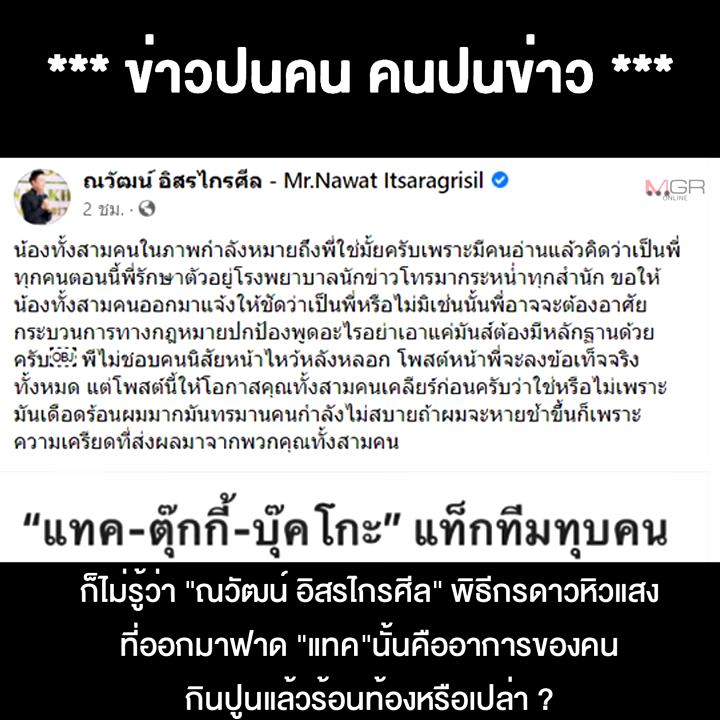 *** ข่าวปนคน คนปนข่าว ***
ณวัฒน์ อิสรไกรศีล - Mr.Nawat Itsaragrisil
2 ชม. ·
MGR
ONLINE
น้องทั้งสามคนในภาพกำลังหมายถึงพี่ใช่มั้ยครับเพราะมีคนอ่านแล้วคิดว่าเป็นพี่
ทุกคนตอนนี้พี่รักษาตัวอยู่โรงพยาบาลนักข่าวโทรมากระหน่ำทุกสำนัก ขอให้
น้องทั้งสามคนออกมาแจ้งให้ชัดว่าเป็นพี่หรือไม่มิเช่นนั้นพี่อาจจะต้องอาศัย
กระบวนการทางกฎหมายปกป้องพูดอะไรอย่าเอาแค่มันส์ต้องมีหลักฐานด้วย
ครับOBJ พี่ไม่ชอบคนนิสัยหน้าไหว้หลังหลอก โพสต์หน้าพี่จะลงข้อเท็จจริง
ทั้งหมด แต่โพสต์นี้ให้โอกาสคุณทั้งสามคนเคลียร์ก่อนครับว่าใช่หรือไม่เพราะ
มันเดือดร้อนผมมากมันทรมานคนกำลังไม่สบายถ้าผมจะหายช้าขึ้นก็เพราะ
ความเครียดที่ส่งผลมาจากพวกคุณทั้งสามคน
“แทค-ตุ๊กกี้-บุ๊คโกะ” แท็กทีมทุบคน
ก็ไม่รู้ว่า "ณวัฒน์ อิสรไกรศีล" พิธีกรดาวหิวแสง
ที่ออกมาฟาด "แทค"นั้นคืออาการของคน
กินปูนแล้วร้อนท้องหรือเปล่า ?